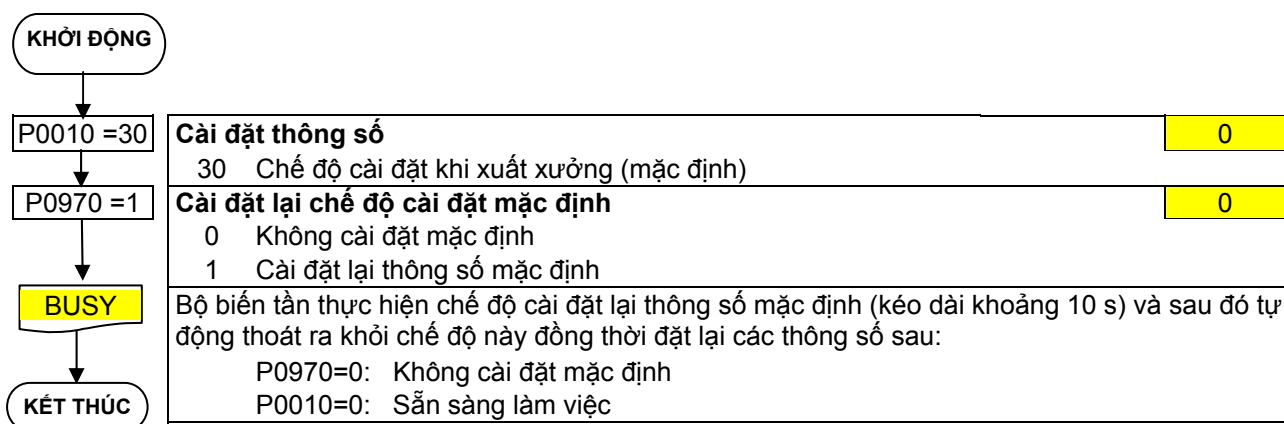 KHỞI ĐỘNG
P0010 =30
Cài đặt thông số
0
30 Chế độ cài đặt khi xuất xưởng (mặc định)
P0970 =1
Cài đặt lại chế độ cài đặt mặc định
0
0 Không cài đặt mặc định
1 Cài đặt lại thông số mặc định
BUSY
Bộ biến tần thực hiện chế độ cài đặt lại thông số mặc định (kéo dài khoảng 10 s) và sau đó tự
động thoát ra khỏi chế độ này đồng thời đặt lại các thông số sau:
P0970=0: Không cài đặt mặc định
P0010=0: Sẵn sàng làm việc
KẾT THÚC